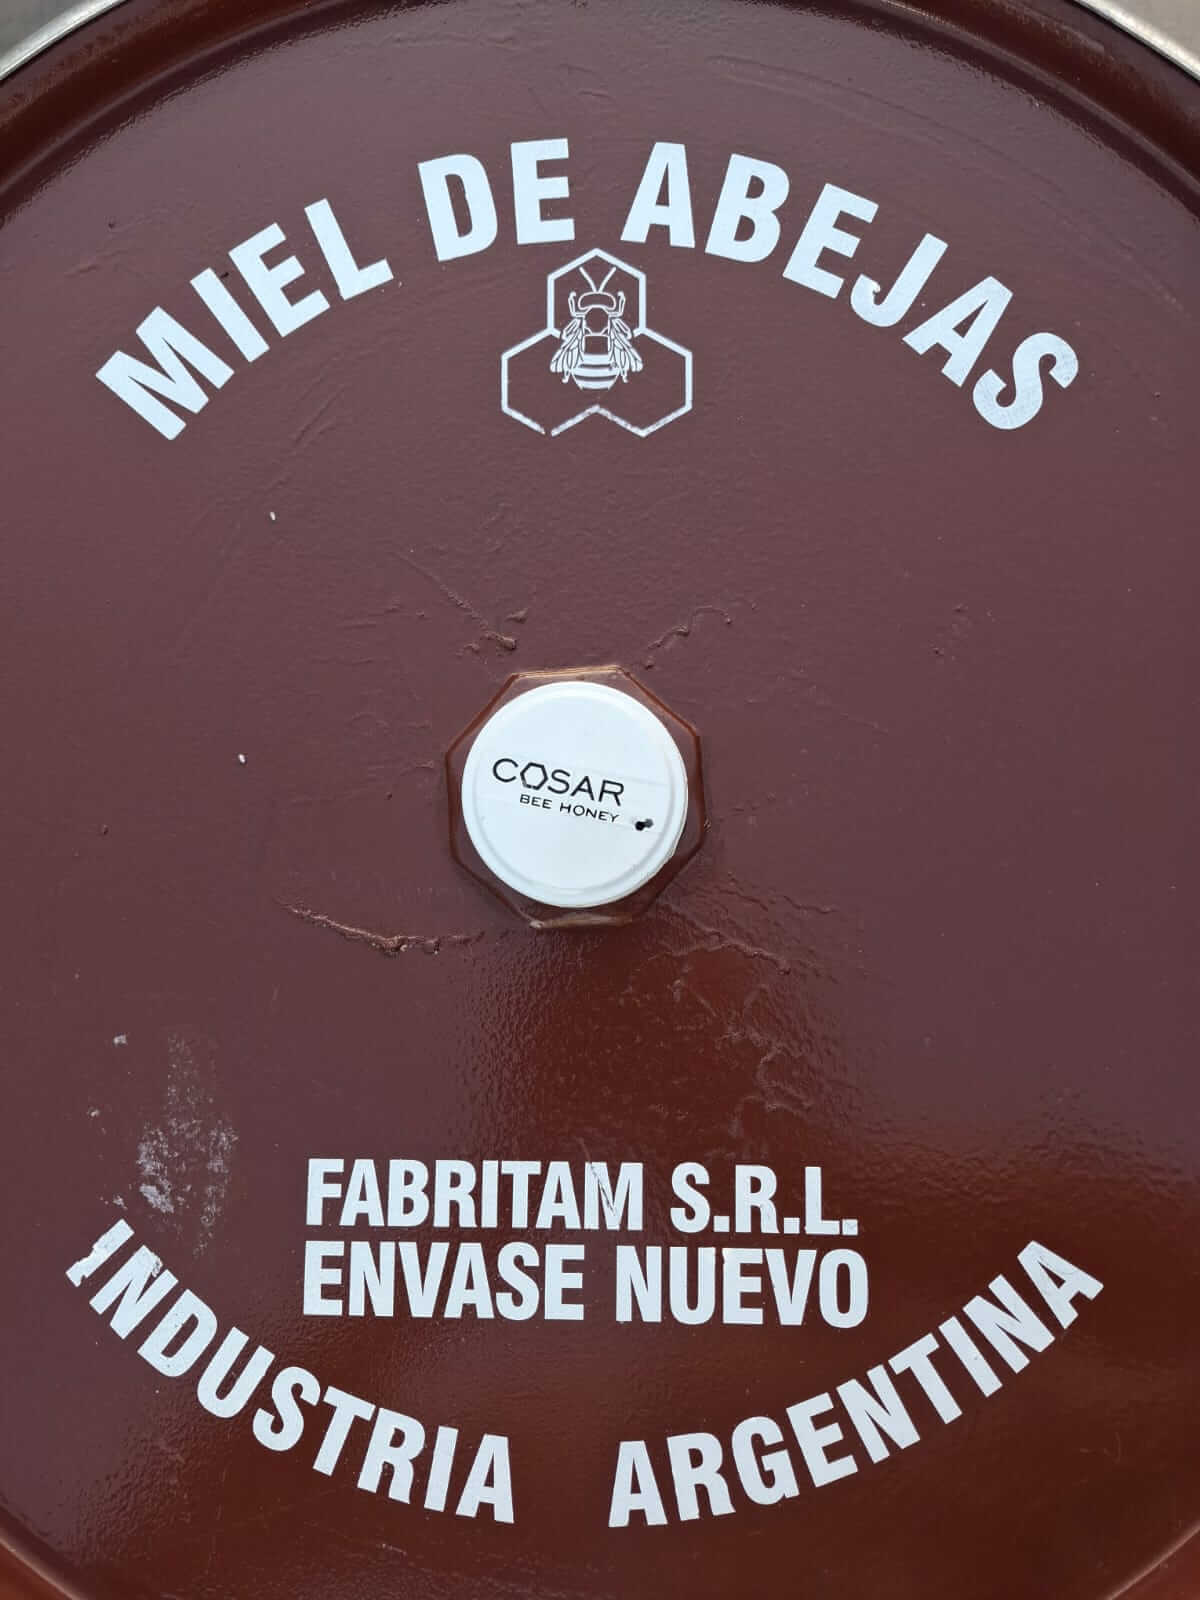 MIEL DE ABEJAS
COSAR
BEE HONEY
FABRITAM S.R.L.
ENVASE NUEVO
INDUSTRIA ARGENTINA